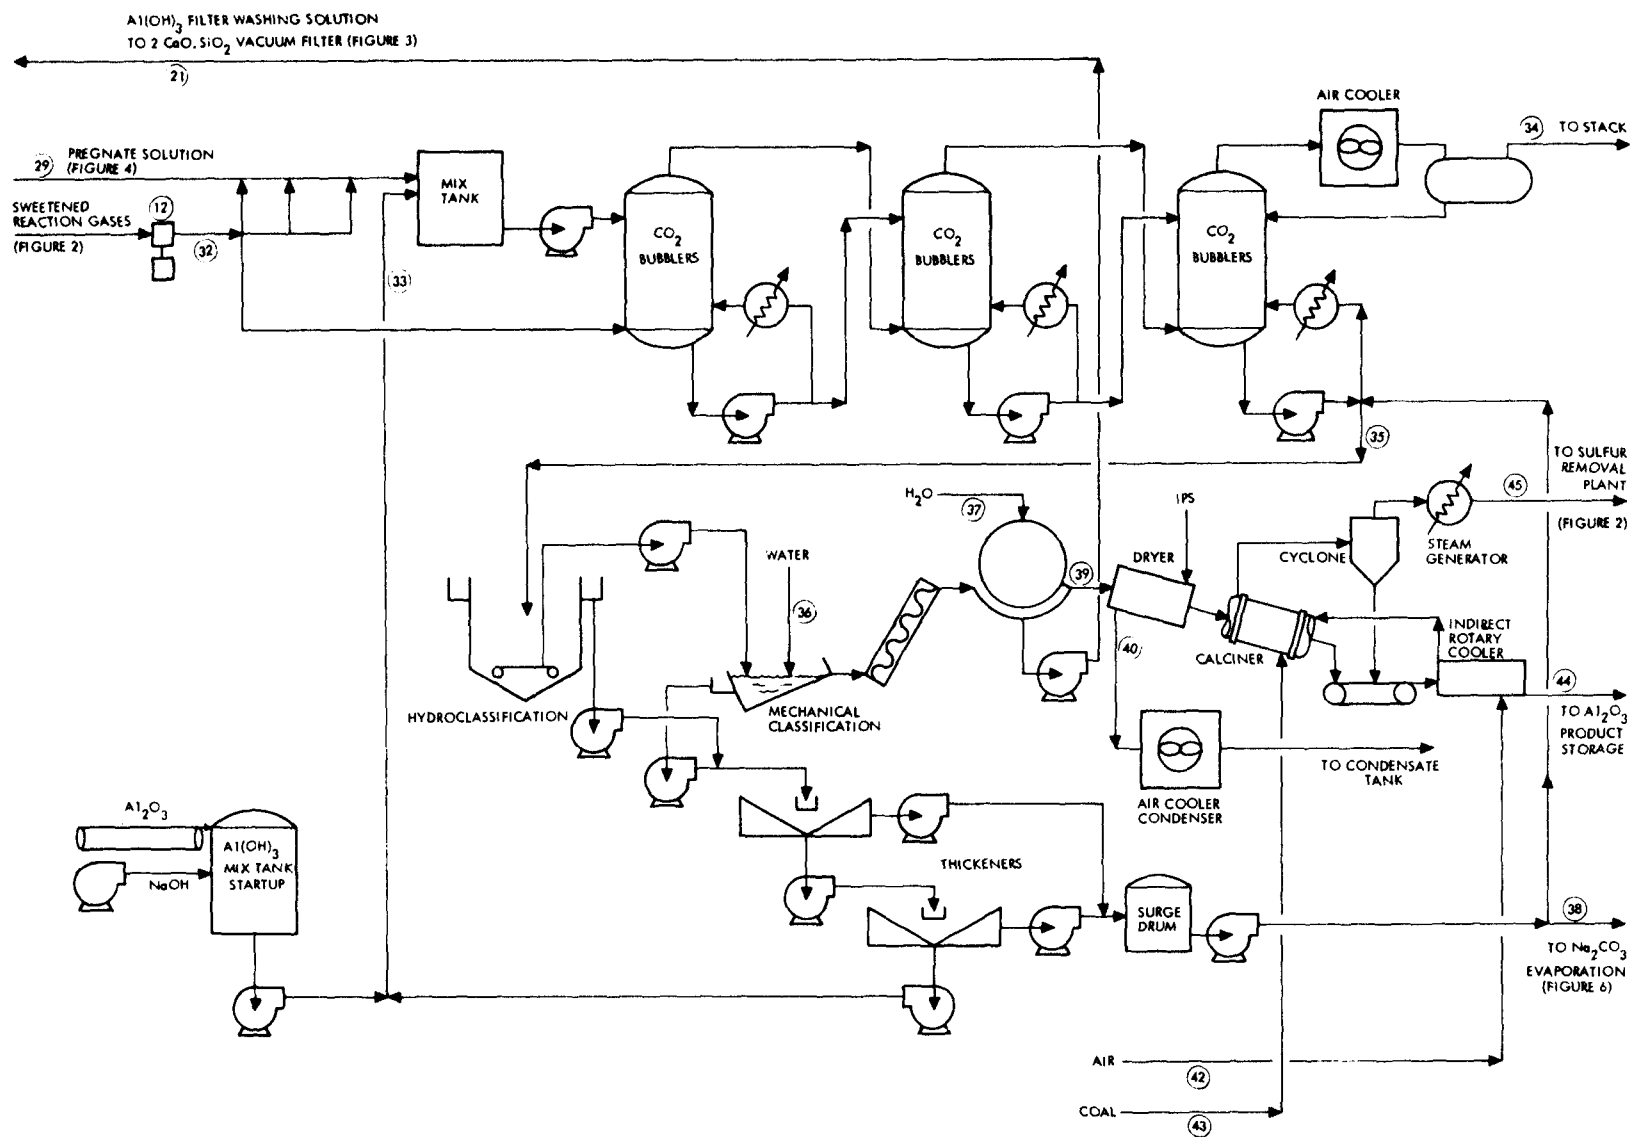 Al(OH)3 FILTER WASHING SOLUTION
TO 2 CaO.SiO2 VACUUM FILTER (FIGURE 3)
21
AIR COOLER
34 TO STACK
29 PREGNATE SOLUTION
(FIGURE 4)
MIX
TANK
SWEETENED
REACTION GASES
(FIGURE 2)
12
32
33
CO2
BUBBLERS
CO2
BUBBLERS
CO2
BUBBLERS
35
TO SULFUR
REMOVAL
PLANT
45
(FIGURE 2)
H2O
37
IPS
STEAM
GENERATOR
CYCLONE
DRYER
39
WATER
36
40
CALCINER
INDIRECT
ROTARY
COOLER
44
TO Al2O3
PRODUCT
STORAGE
HYDROCLASSIFICATION
MECHANICAL
CLASSIFICATION
TO CONDENSATE
TANK
AIR COOLER
CONDENSER
Al2O3
Al(OH)3
MIX TANK
STARTUP
NaOH
THICKENERS
SURGE
DRUM
38
TO Na2CO3
EVAPORATION
(FIGURE 6)
AIR
42
COAL
43